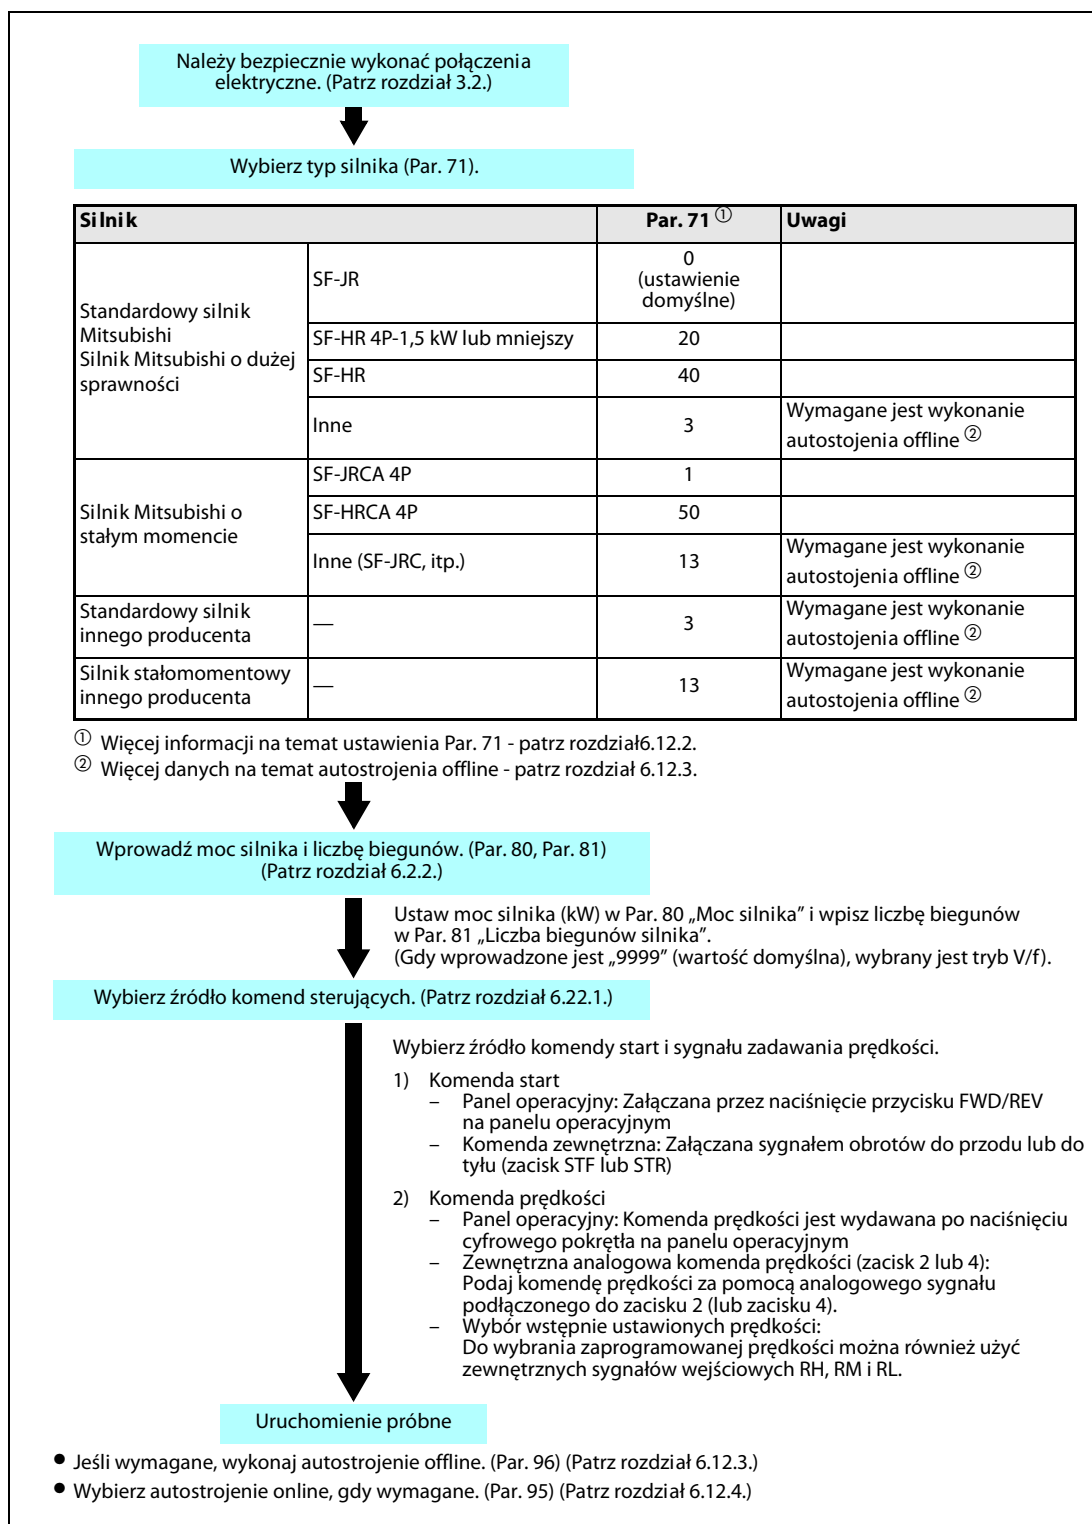 Należy bezpiecznie wykonać połączenia
elektryczne. (Patrz rozdział 3.2.)
Wybierz typ silnika (Par. 71).
Silnik
Par. 71 ①
Uwagi
Standardowy silnik
Mitsubishi
Silnik Mitsubishi o dużej
sprawności
SF-JR
0
(ustawienie
domyślne)
SF-HR 4P-1,5 kW lub mniejszy
20
SF-HR
40
Inne
3
Wymagane jest wykonanie
autostojenia offline ②
Silnik Mitsubishi o
stałym momencie
SF-JRCA 4P
1
SF-HRCA 4P
50
Inne (SF-JRC, itp.)
13
Wymagane jest wykonanie
autostojenia offline ②
Standardowy silnik
innego producenta
—
3
Wymagane jest wykonanie
autostojenia offline ②
Silnik stałomomentowy
innego producenta
—
13
Wymagane jest wykonanie
autostojenia offline ②
① Więcej informacji na temat ustawienia Par. 71 - patrz rozdział6.12.2.
② Więcej danych na temat autostrojenia offline - patrz rozdział 6.12.3.
Wprowadź moc silnika i liczbę biegunów. (Par. 80, Par. 81)
(Patrz rozdział 6.2.2.)
Ustaw moc silnika (kW) w Par. 80 „Moc silnika” i wpisz liczbę biegunów
w Par. 81 „Liczba biegunów silnika”.
(Gdy wprowadzone jest „9999” (wartość domyślna), wybrany jest tryb V/f).
Wybierz źródło komend sterujących. (Patrz rozdział 6.22.1.)
Wybierz źródło komendy start i sygnału zadawania prędkości.
1) Komenda start
– Panel operacyjny: Załączana przez naciśnięcie przycisku FWD/REV
na panelu operacyjnym
– Komenda zewnętrzna: Załączana sygnałem obrotów do przodu lub do
tyłu (zacisk STF lub STR)
2) Komenda prędkości
– Panel operacyjny: Komenda prędkości jest wydawana po naciśnięciu
cyfrowego pokrętła na panelu operacyjnym
– Zewnętrzna analogowa komenda prędkości (zacisk 2 lub 4):
Podaj komendę prędkości za pomocą analogowego sygnału
podłączonego do zacisku 2 (lub zacisku 4).
– Wybór wstępnie ustawionych prędkości:
Do wybrania zaprogramowanej prędkości można również użyć
zewnętrznych sygnałów wejściowych RH, RM i RL.
Uruchomienie próbne
● Jeśli wymagane, wykonaj autostrojenie offline. (Par. 96) (Patrz rozdział 6.12.3.)
● Wybierz autostrojenie online, gdy wymagane. (Par. 95) (Patrz rozdział 6.12.4.)